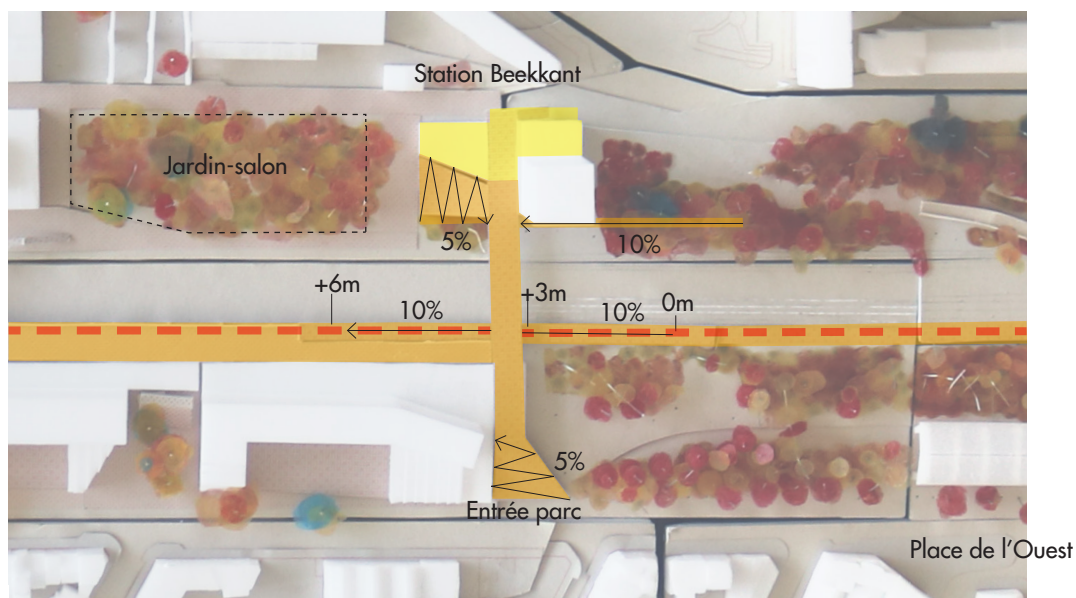 Station Beekkant
Jardin-salon
5%
10%
+6m
+3m
0m
10%
10%
5%
Entrée parc
Place de l'Ouest